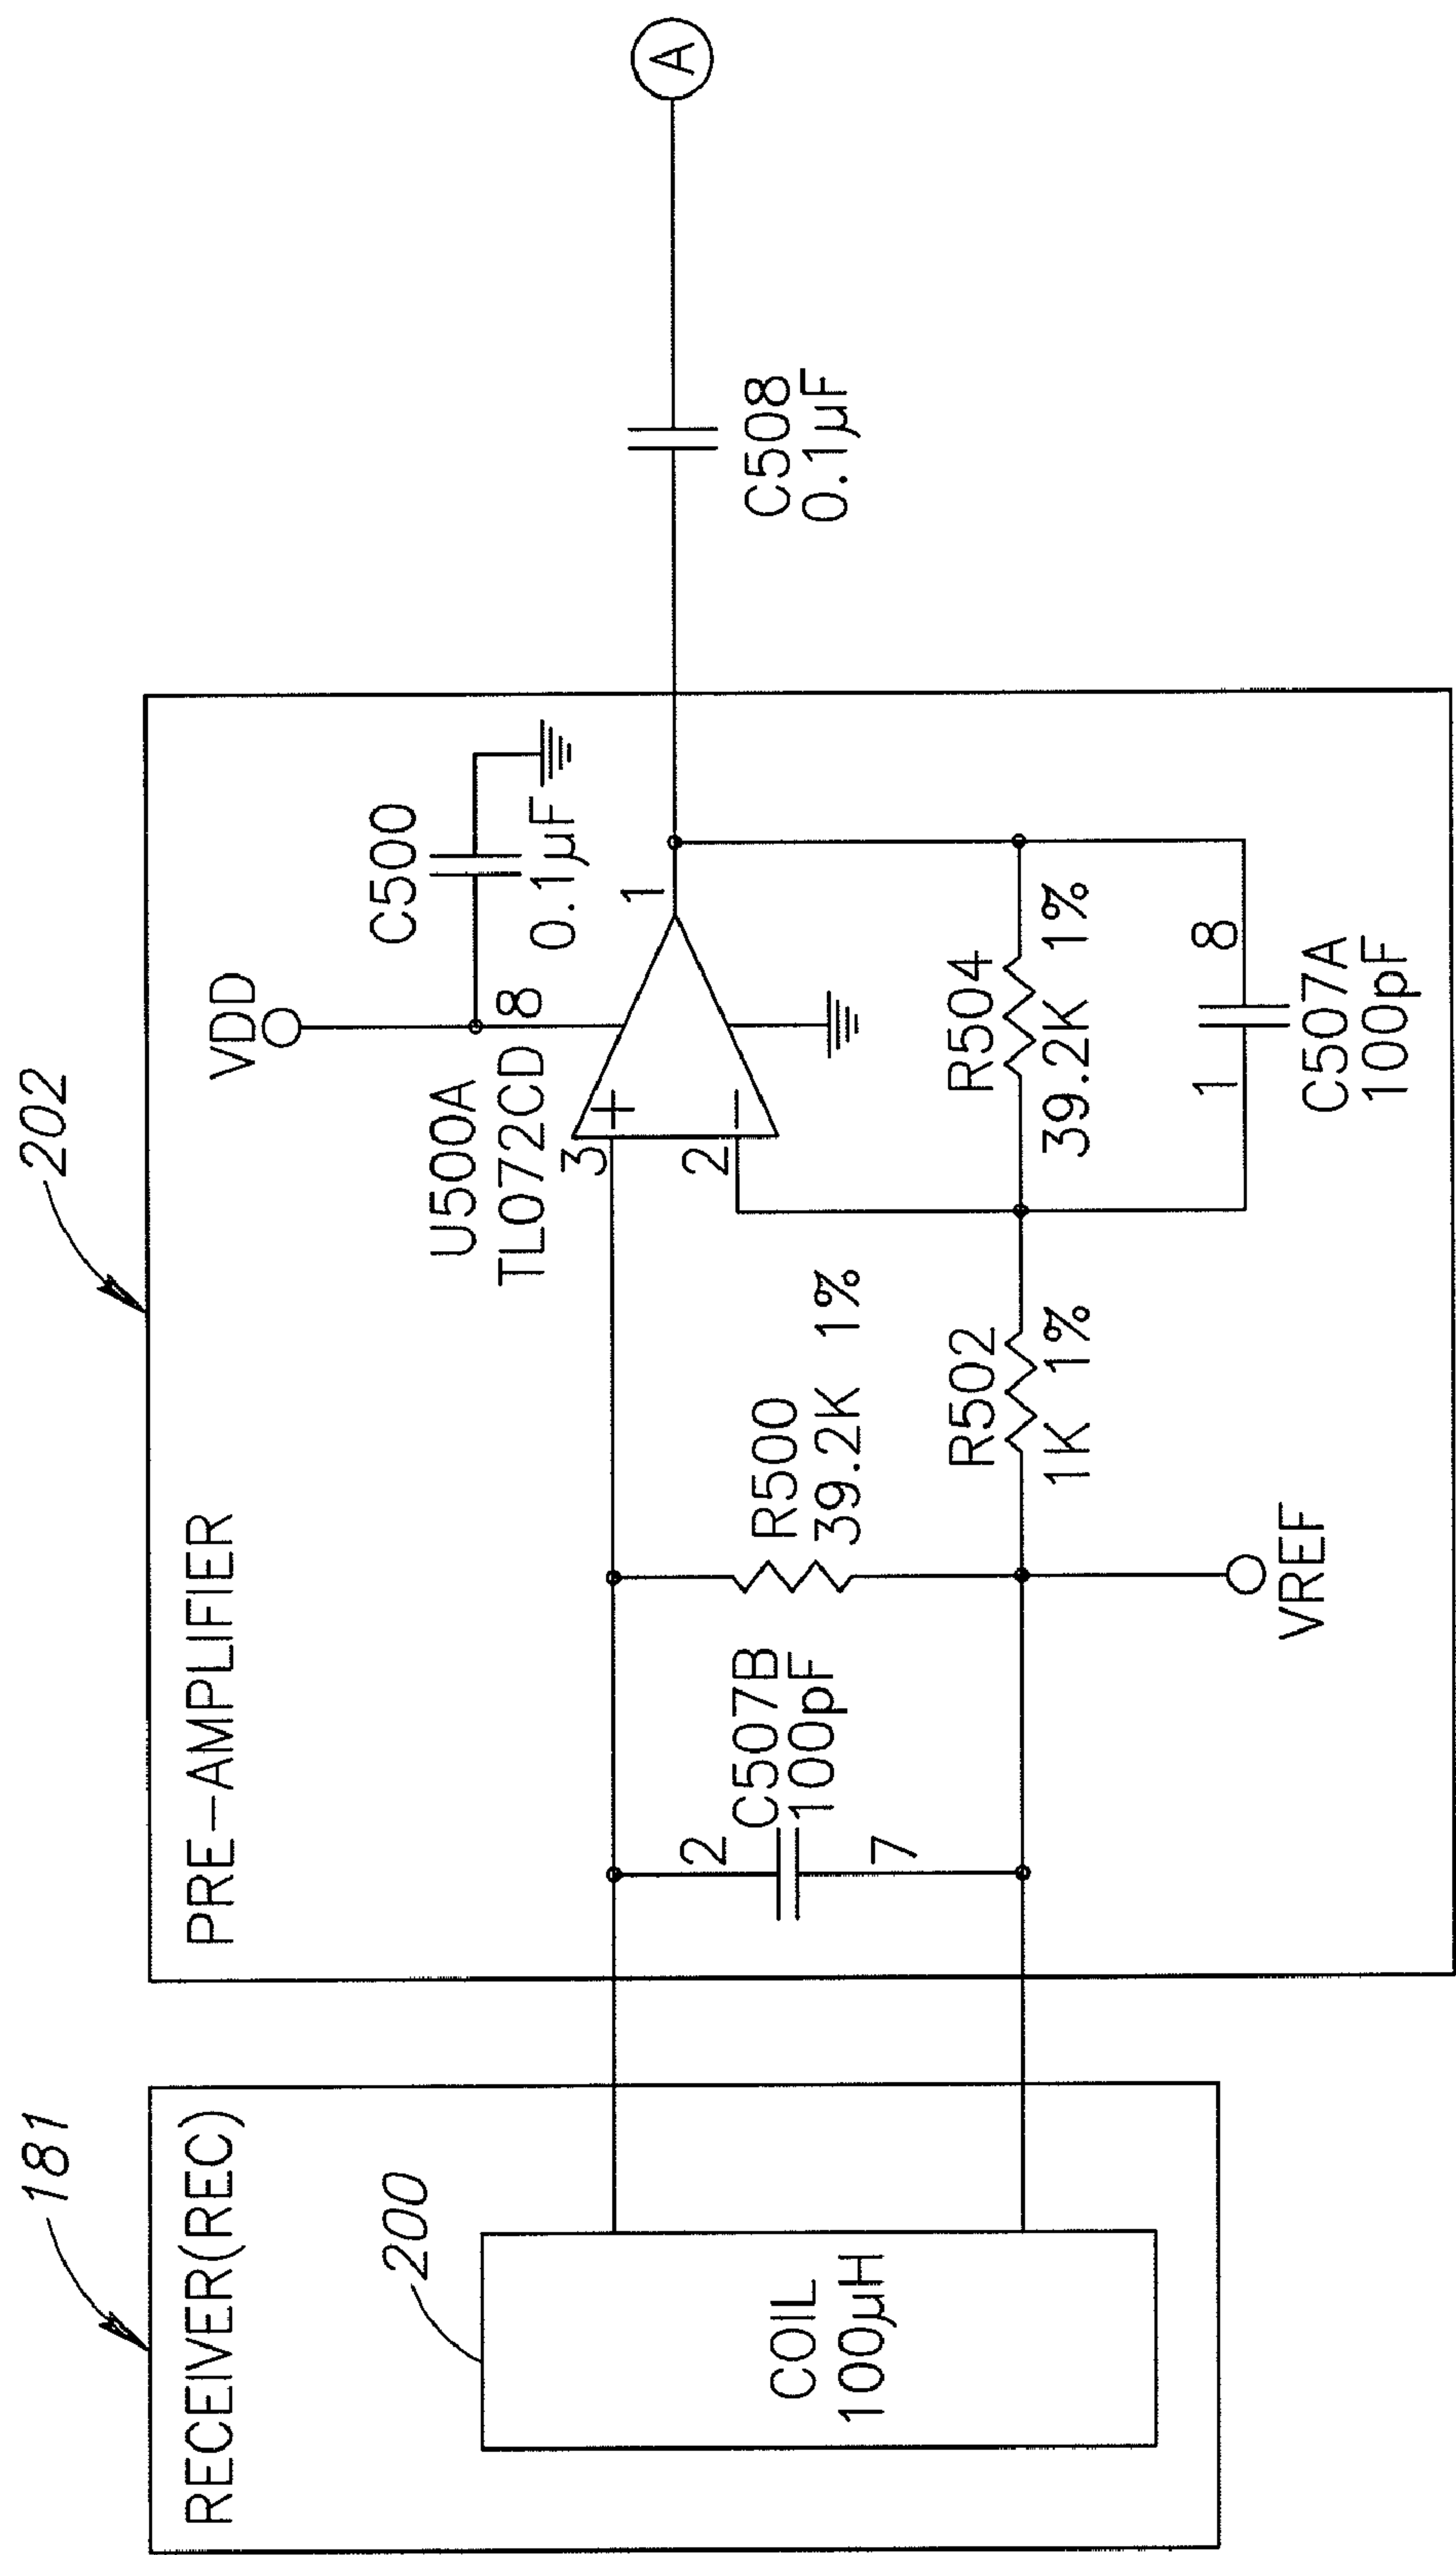 181
RECEIVER(REC)
200
COIL
100µH
202
PRE-AMPLIFIER
C507B
100pF
2
7
R500
39.2K 1%
VREF
R502
1K 1%
U500A
TL072CD
3
2
8
1
VDD
C500
0.1µF
R504
39.2K 1%
1
8
C507A
100pF
C508
0.1µF
A